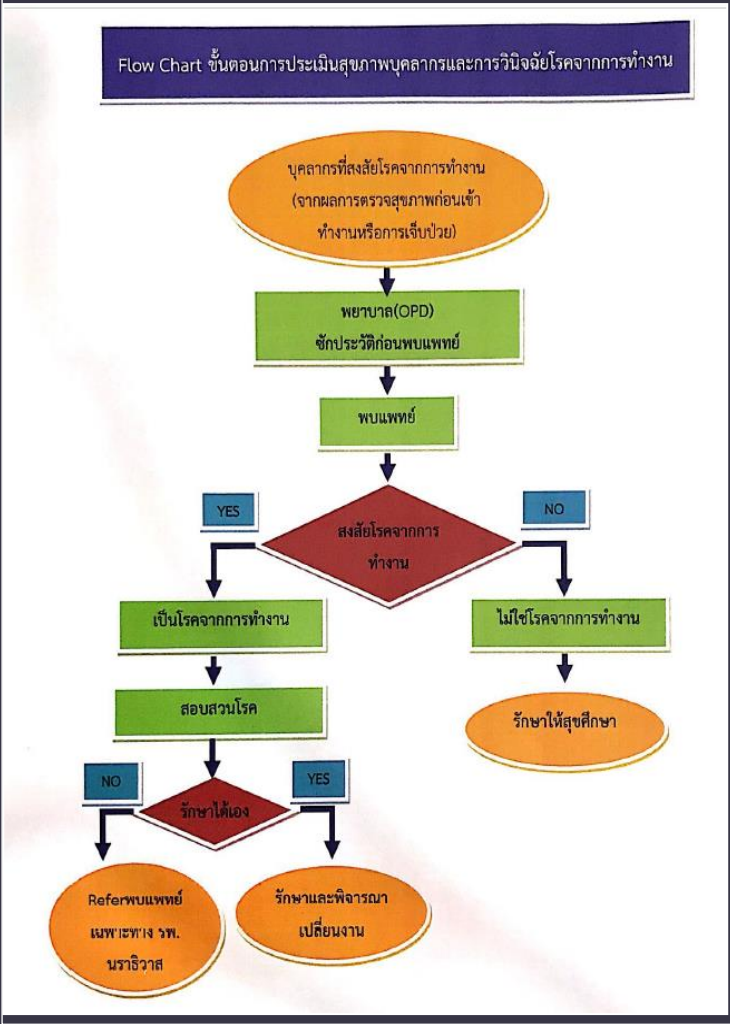 Flow Chart ขั้นตอนการประเมินสุขภาพบุคลากรและการวินิจฉัยโรคจากการทำงาน
บุคลากรที่สงสัยโรคจากการทำงาน
(จากผลการตรวจสุขภาพก่อนเข้า
ทำงานหรือการเจ็บป่วย)
พยาบาล(OPD)
ซักประวัติก่อนพบแพทย์
พบแพทย์
YES
NO
สงสัยโรคจากการ
ทำงาน
เป็นโรคจากการทำงาน
ไม่ใช่โรคจากการทำงาน
สอบสวนโรค
รักษาให้สุขศึกษา
NO
YES
รักษาได้เอง
Referพบแพทย์
เฉพาะทาง รพ.
นราธิวาส
รักษาและพิจารณา
เปลี่ยนงาน